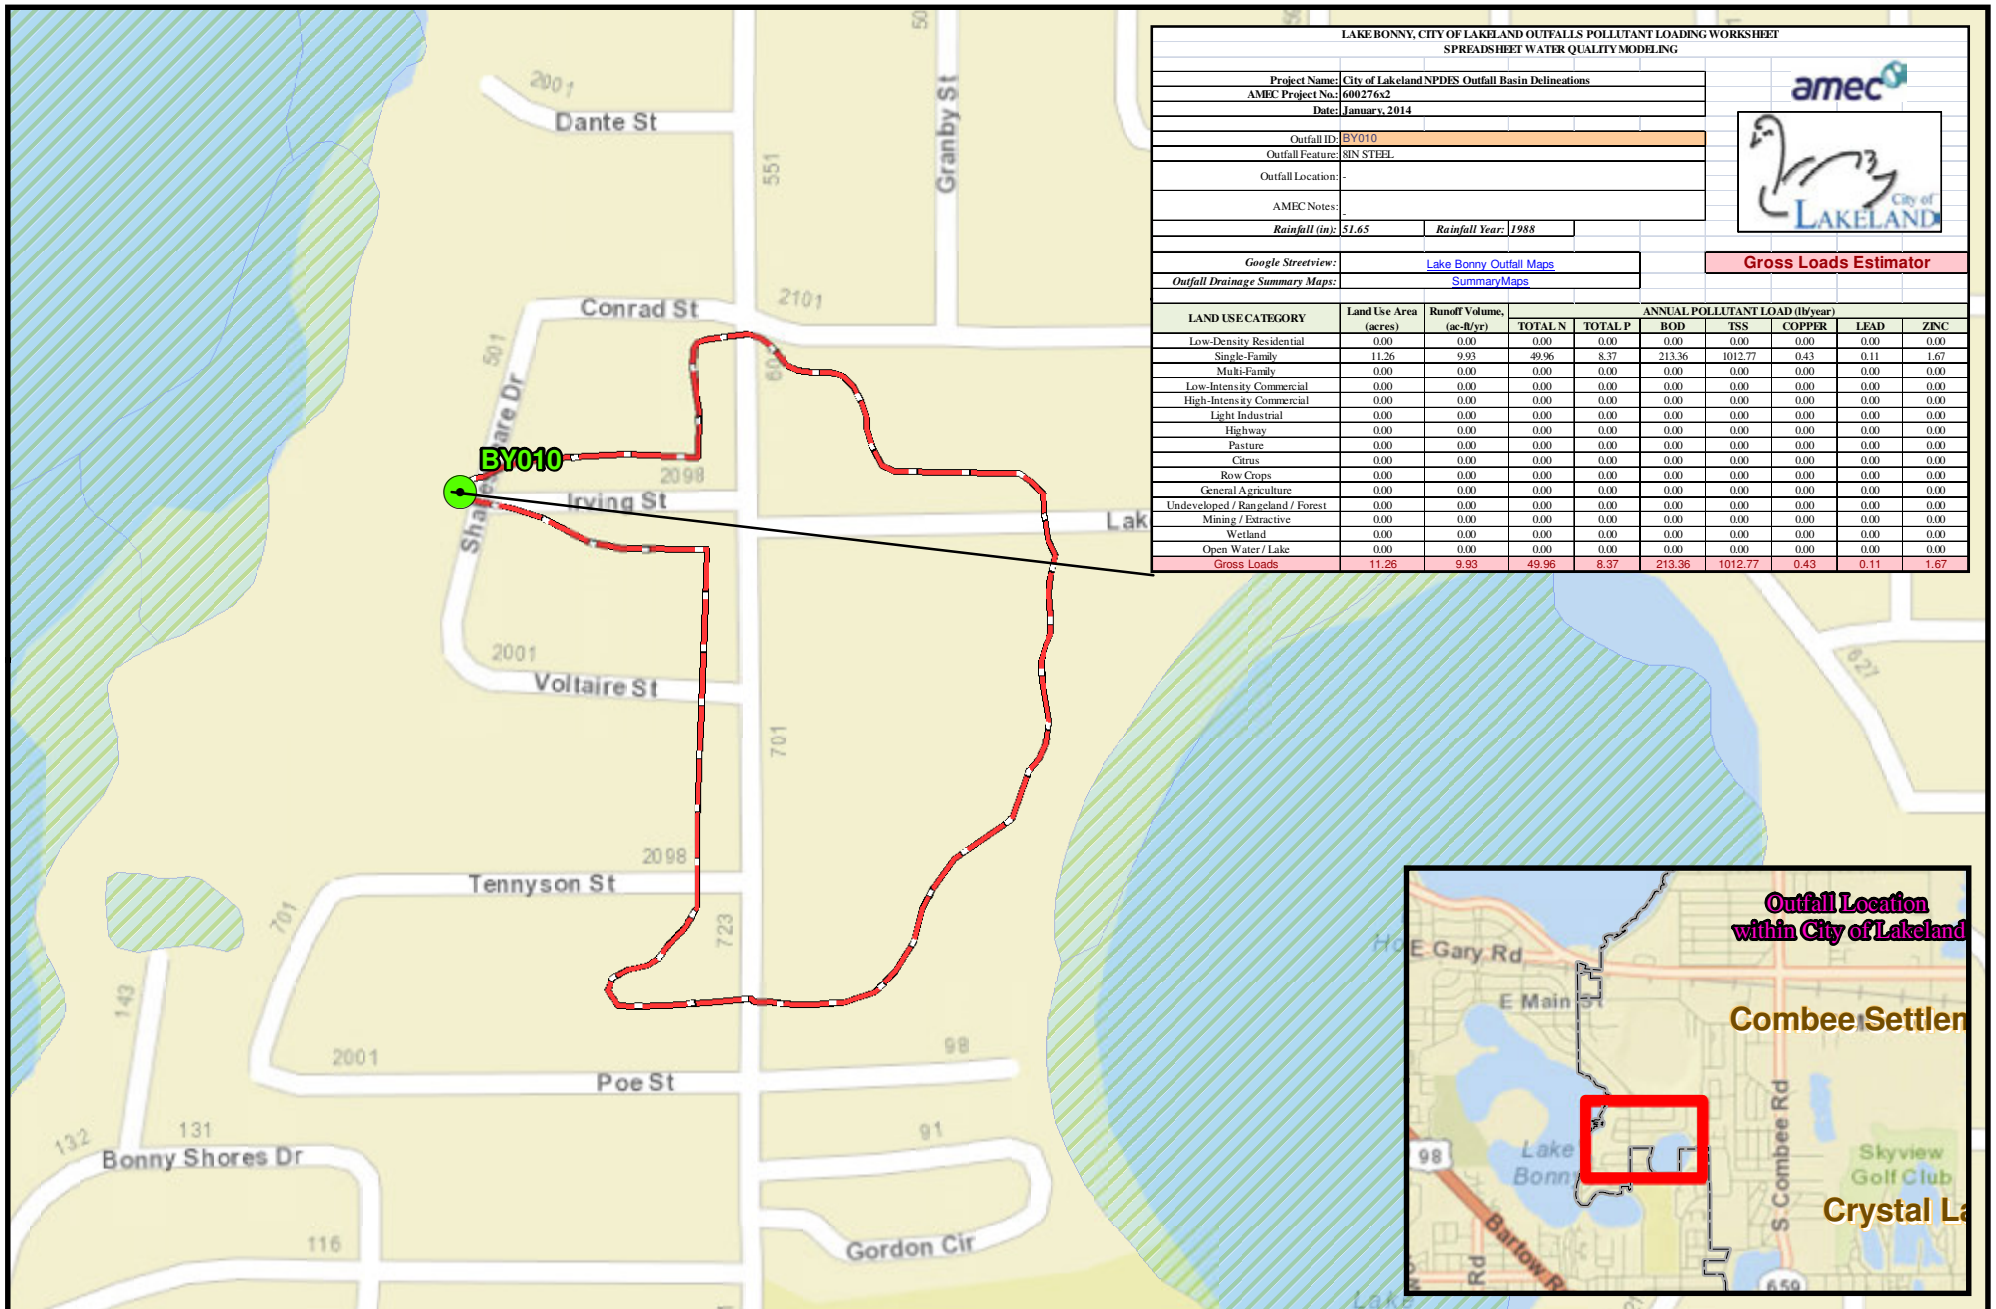 LAKE BONNY, CITY OF LAKELAND OUTFALLS POLLUTANT LOADING WORKSHEET
SPREADSHEET WATER QUALITY MODELING
Project Name: City of Lakeland NPDES Outfall Basin Delineations
AMEC Project No.: 600276x2
Date: January, 2014
amec
Outfall ID: BY010
Outfall Feature: 8IN STEEL
Outfall Location: -
AMEC Notes: -
City of
LAKELAND
Rainfall (in): 51.65 Rainfall Year: 1988
Google Streetview: Lake Bonny Outfall Maps
Gross Loads Estimator
Outfall Drainage Summary Maps: SummaryMaps
LAND USE CATEGORY Land Use Area (acres) Runoff Volume, (ac-ft/yr) ANNUAL POLLUTANT LOAD (lb/year)
TOTAL N TOTAL P BOD TSS COPPER LEAD ZINC
Low-Density Residential 0.00 0.00 0.00 0.00 0.00 0.00 0.00 0.00 0.00
Single-Family 11.26 9.93 49.96 8.37 213.36 1012.77 0.43 0.11 1.67
Multi-Family 0.00 0.00 0.00 0.00 0.00 0.00 0.00 0.00 0.00
Low-Intensity Commercial 0.00 0.00 0.00 0.00 0.00 0.00 0.00 0.00 0.00
High-Intensity Commercial 0.00 0.00 0.00 0.00 0.00 0.00 0.00 0.00 0.00
Light Industrial 0.00 0.00 0.00 0.00 0.00 0.00 0.00 0.00 0.00
Highway 0.00 0.00 0.00 0.00 0.00 0.00 0.00 0.00 0.00
Pasture 0.00 0.00 0.00 0.00 0.00 0.00 0.00 0.00 0.00
Citrus 0.00 0.00 0.00 0.00 0.00 0.00 0.00 0.00 0.00
Row Crops 0.00 0.00 0.00 0.00 0.00 0.00 0.00 0.00 0.00
General Agriculture 0.00 0.00 0.00 0.00 0.00 0.00 0.00 0.00 0.00
Undeveloped / Rangeland / Forest 0.00 0.00 0.00 0.00 0.00 0.00 0.00 0.00 0.00
Mining / Extractive 0.00 0.00 0.00 0.00 0.00 0.00 0.00 0.00 0.00
Wetland 0.00 0.00 0.00 0.00 0.00 0.00 0.00 0.00 0.00
Open Water / Lake 0.00 0.00 0.00 0.00 0.00 0.00 0.00 0.00 0.00
Gross Loads 11.26 9.93 49.96 8.37 213.36 1012.77 0.43 0.11 1.67
2001
Dante St
551
Granby St
Conrad St
2101
501
Shakespeare Dr
BY010
2098
Irving St
Lak
2001
Voltaire St
701
627
2098
Tennyson St
701
723
143
2001
Poe St
98
132
131
Bonny Shores Dr
91
116
Gordon Cir
Lake
Outfall Location
within City of Lakeland
E Gary Rd
E Main St
Combee Settlem
Lake
Bonny
98
Bartow R
Rd
S Combee Rd
Skyview
Golf Club
Crystal La
659